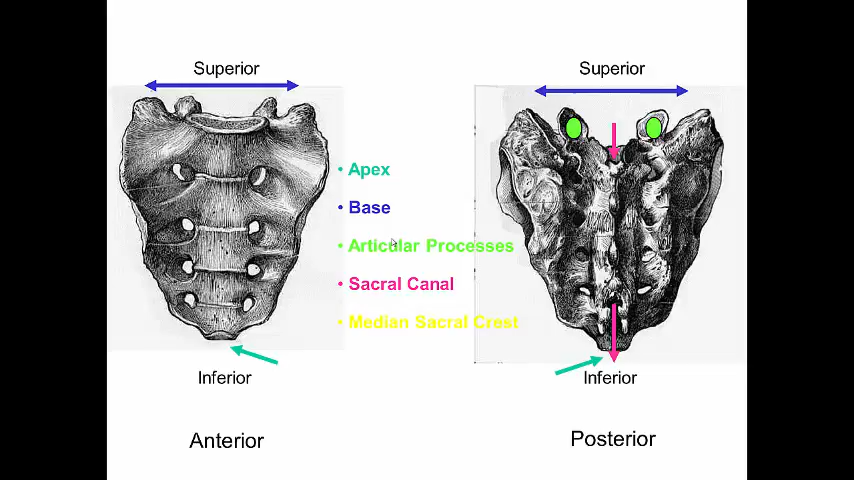 Superior
Superior
• Apex
• Base
• Articular Processes
• Sacral Canal
• Median Sacral Crest
Inferior
Inferior
Anterior
Posterior